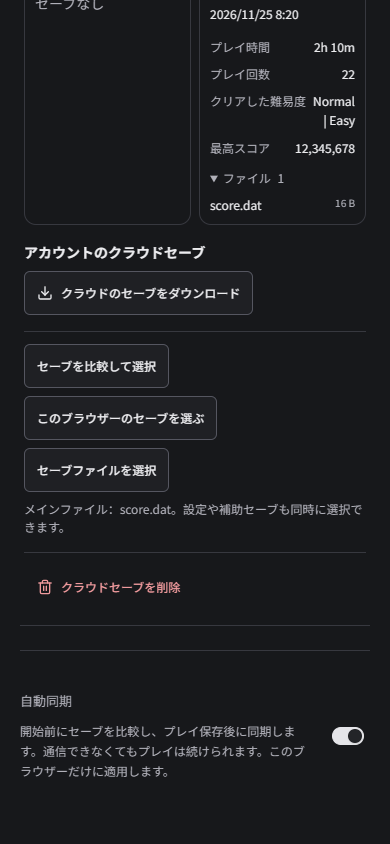 セーブなし
2026/11/25 8:20
プレイ時間 2h 10m
プレイ回数 22
クリアした難易度 Normal
| Easy
最高スコア 12,345,678
▼ ファイル 1
score.dat 16 B
アカウントのクラウドセーブ
クラウドのセーブをダウンロード
セーブを比較して選択
このブラウザーのセーブを選ぶ
セーブファイルを選択
メインファイル: score.dat。設定や補助セーブも同時に選択で
きます。
クラウドセーブを削除
自動同期
開始前にセーブを比較し、プレイ保存後に同期しま
す。通信できなくてもプレイは続けられます。このブ
ラウザーだけに適用します。